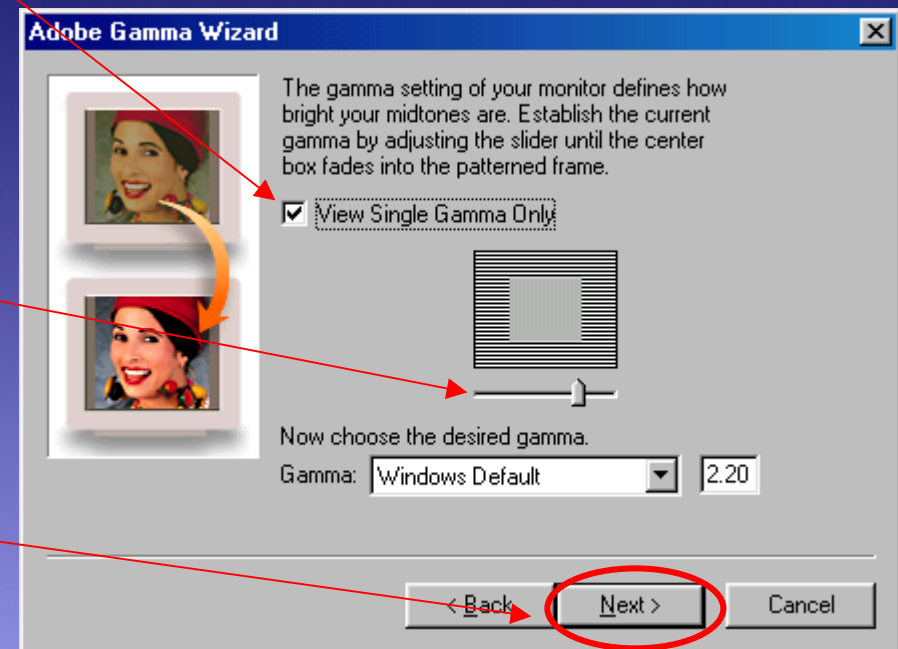 Adobe Gamma Wizard
The gamma setting of your monitor defines how
bright your midtones are. Establish the current
gamma by adjusting the slider until the center
box fades into the patterned frame.
View Single Gamma Only
Now choose the desired gamma.
Gamma: Windows Default 2.20
< Back Next > Cancel